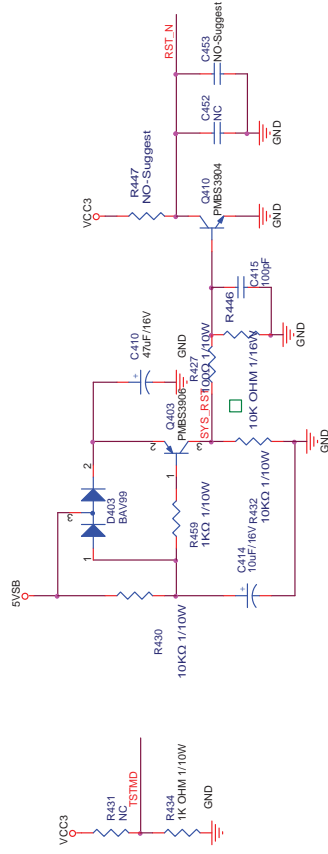 VCC3
R431
NC
TSTMD
R434
1K OHM 1/10W
GND
5VSB
R430
10KΩ 1/10W
1
3
2
D403
BAV99
R459
1KΩ 1/10W
C414
10uF/16V
R432
10KΩ 1/10W
GND
1
2
3
Q403
PMBS3906
SYS_RST
C410
47uF/16V
GND
R427
100Ω 1/10W
R446
10K OHM 1/16W
GND
C415
100pF
VCC3
R447
NO-Suggest
Q410
PMBS3904
GND
C452
NC
C453
NO-Suggest
GND
RST_N